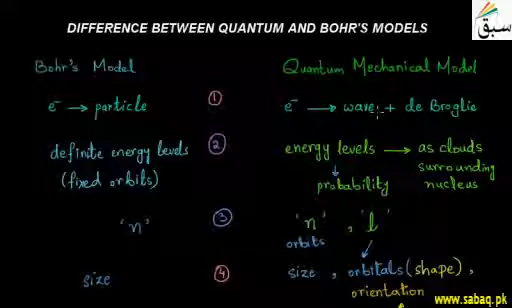 سبق
DIFFERENCE BETWEEN QUANTUM AND BOHR'S MODELS
Bohr's Model
Quantum Mechanical Model
e⁻ → particle
①
e⁻ → wave + de Broglie
definite energy levels
(fixed orbits)
②
energy levels → as clouds
surrounding
nucleus
↓
probability
'n'
③
'n', 'l'
orbits
size
④
size, orbitals (shape),
orientation
www.sabaq.pk